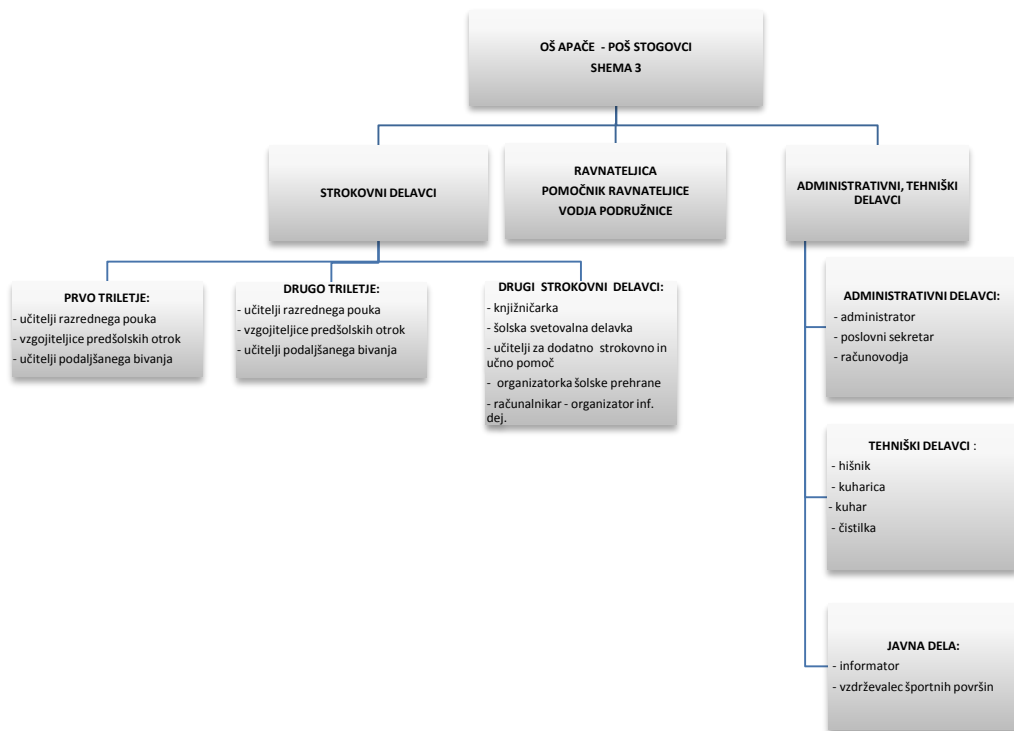 OŠ APAČE - POŠ STOGOVCI
SHEMA 3
STROKOVNI DELAVCI
RAVNATELJICA
POMOČNIK RAVNATELJICE
VODJA PODRUŽNICE
ADMINISTRATIVNI, TEHNIŠKI
DELAVCI
PRVO TRILETJE:
- učitelji razrednega pouka
- vzgojiteljice predšolskih otrok
- učitelji podaljšanega bivanja
DRUGO TRILETJE:
- učitelji razrednega pouka
- vzgojiteljice predšolskih otrok
- učitelji podaljšanega bivanja
DRUGI STROKOVNI DELAVCI:
- knjižničarka
- šolska svetovalna delavka
- učitelji za dodatno strokovno in
učno pomoč
- organizatorka šolske prehrane
- računalnikar - organizator inf.
dej.
ADMINISTRATIVNI DELAVCI:
- administrator
- poslovni sekretar
- računovodja
TEHNIŠKI DELAVCI :
- hišnik
- kuharica
- kuhar
- čistilka
JAVNA DELA:
- informator
- vzdrževalec športnih površin